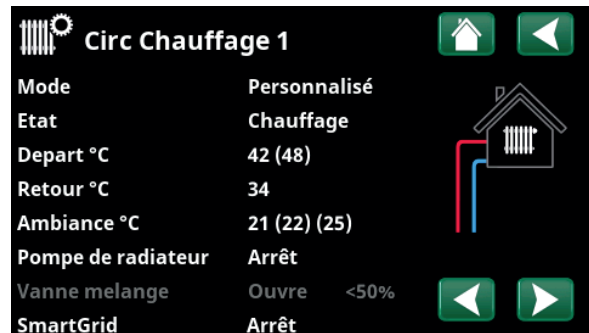 Circ Chauffage 1
Mode Personnalisé
Etat Chauffage
Depart °C 42 (48)
Retour °C 34
Ambiance °C 21 (22) (25)
Pompe de radiateur Arrêt
Vanne melange Ouvre <50%
SmartGrid Arrêt